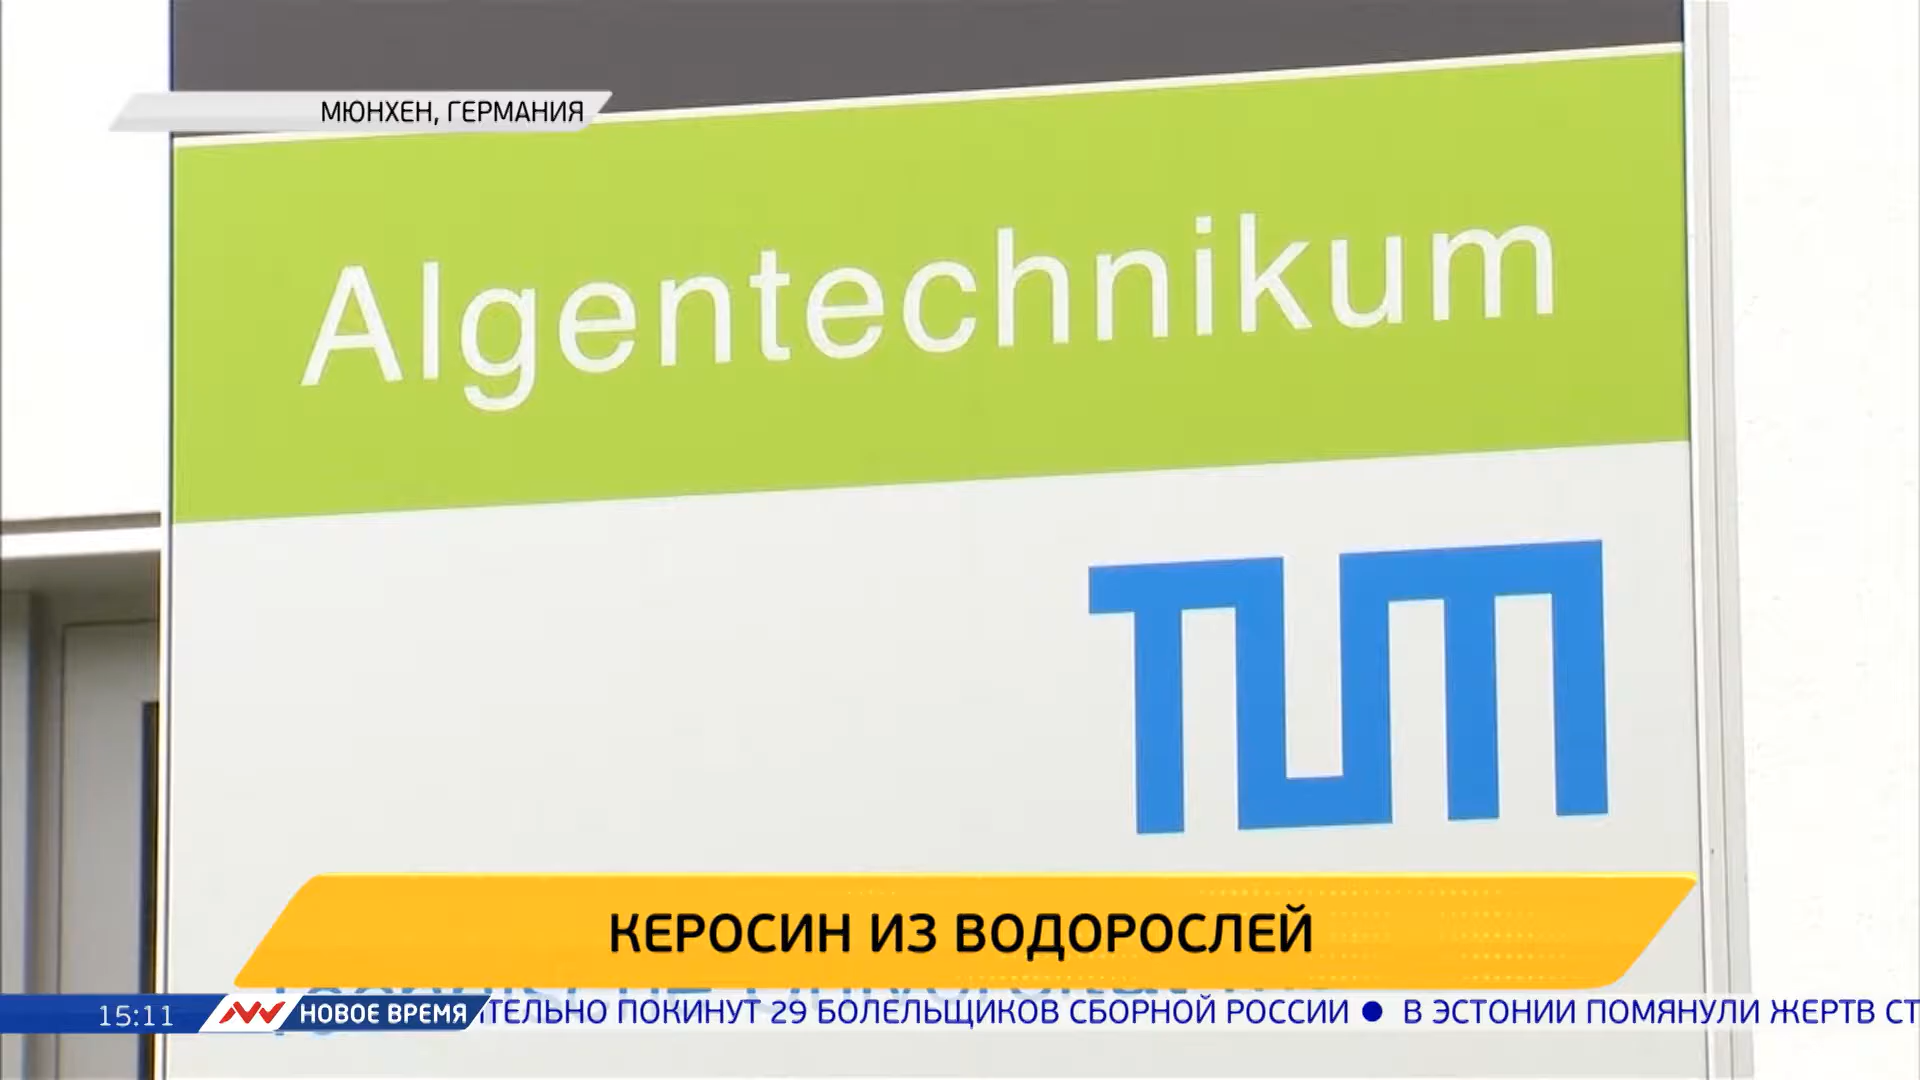 МЮНХЕН, ГЕРМАНИЯ
Algentechnikum
TUM
КЕРОСИН ИЗ ВОДОРОСЛЕЙ
15:11 НОВОЕ ВРЕМЯ ТЕЛЬНО ПОКИНУТ 29 БОЛЕЛЬЩИКОВ СБОРНОЙ РОССИИ ● В ЭСТОНИИ ПОМЯНУЛИ ЖЕРТВ СТ